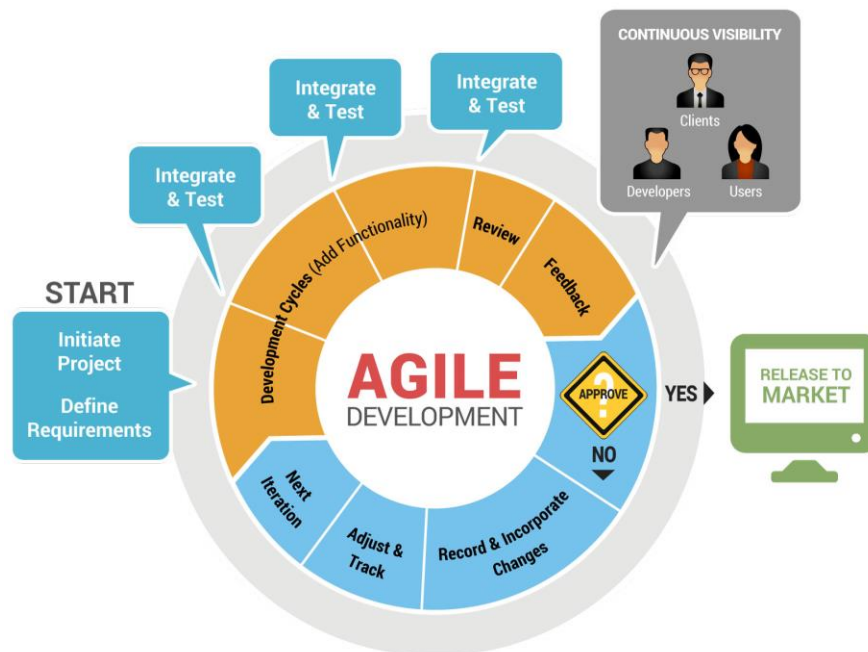 START
Initiate
Project
Define
Requirements
Integrate
& Test
Integrate
& Test
Integrate
& Test
CONTINUOUS VISIBILITY
Clients
Developers
Users
Development Cycles (Add Functionality)
Review
Feedback
AGILE
DEVELOPMENT
?
APPROVE
YES
NO
RELEASE TO
MARKET
Record & Incorporate
Changes
Adjust &
Track
Next
Iteration